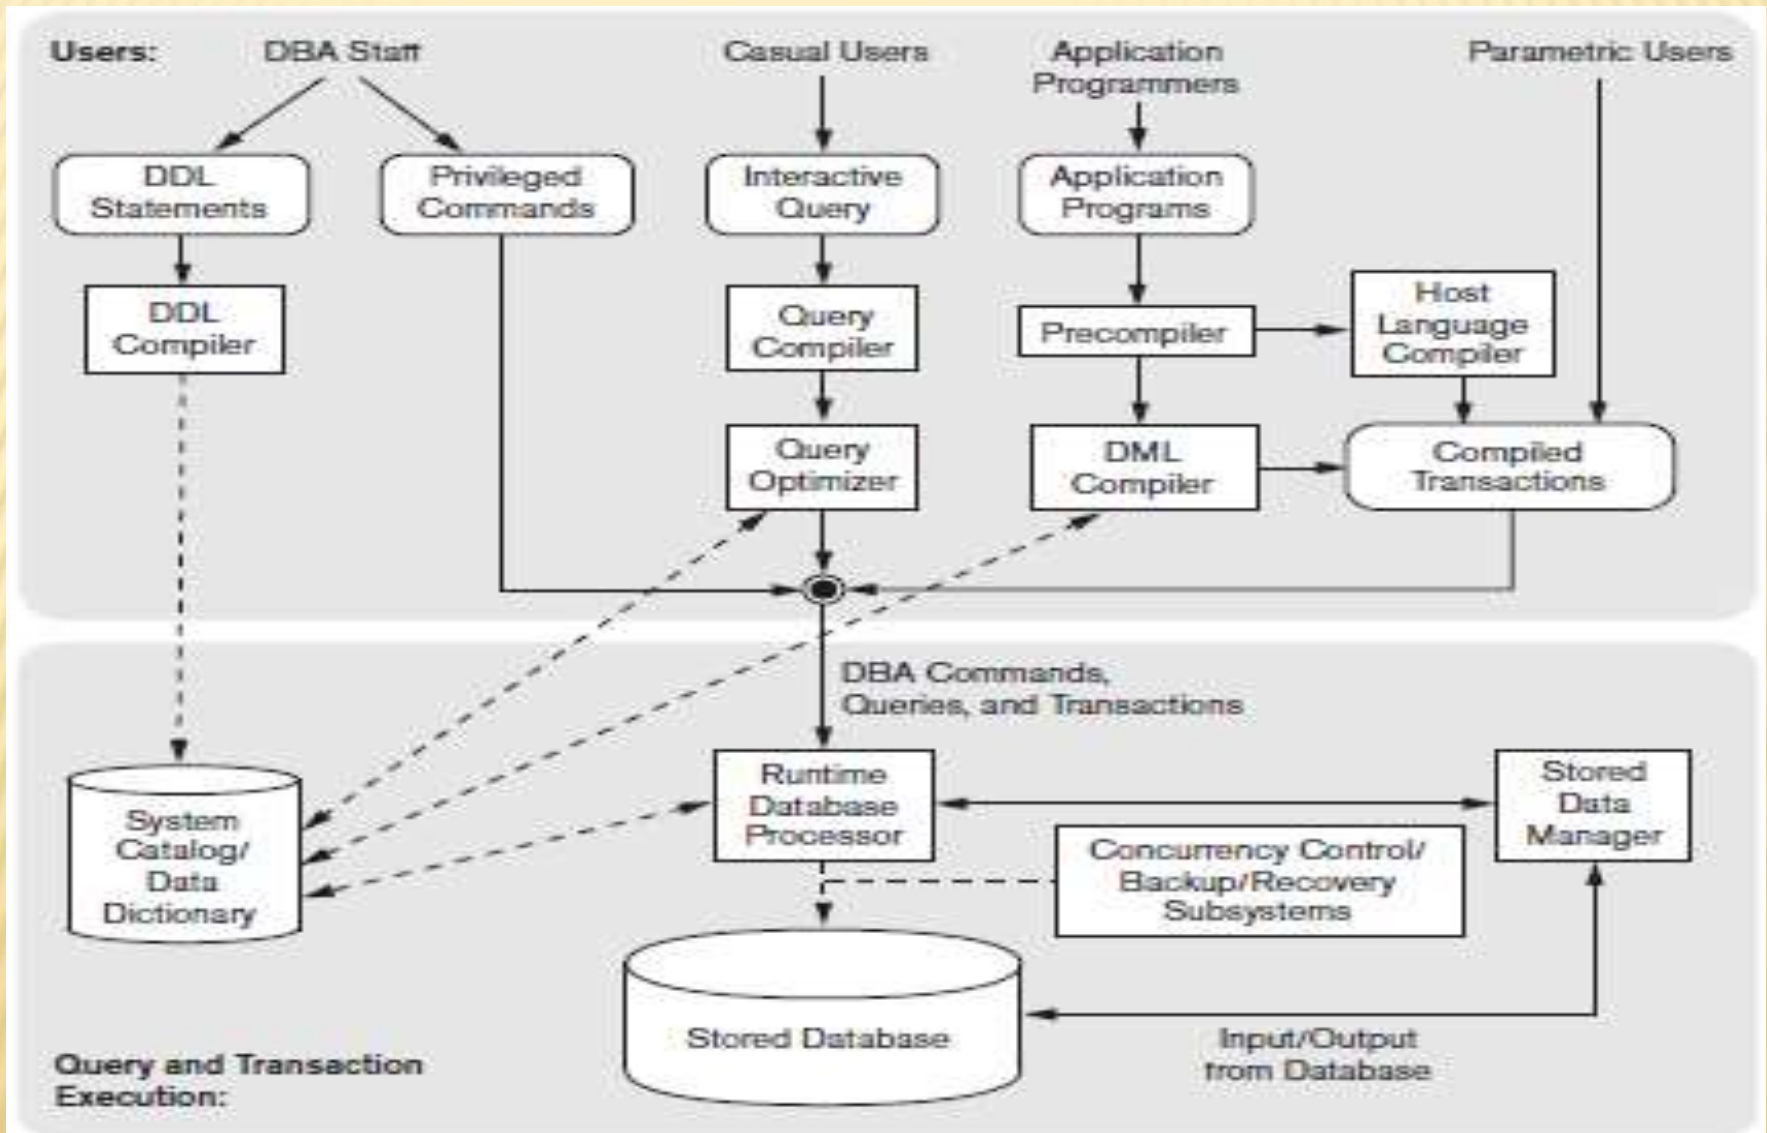 Users:
DBA Staff
Casual Users
Application
Programmers
Parametric Users
DDL
Statements
Privileged
Commands
Interactive
Query
Application
Programs
DDL
Compiler
Query
Compiler
Precompiler
Host
Language
Compiler
Query
Optimizer
DML
Compiler
Compiled
Transactions
DBA Commands,
Queries, and Transactions
System
Catalog/
Data
Dictionary
Runtime
Database
Processor
Stored
Data
Manager
Concurrency Control/
Backup/Recovery
Subsystems
Stored Database
Input/Output
from Database
Query and Transaction
Execution: